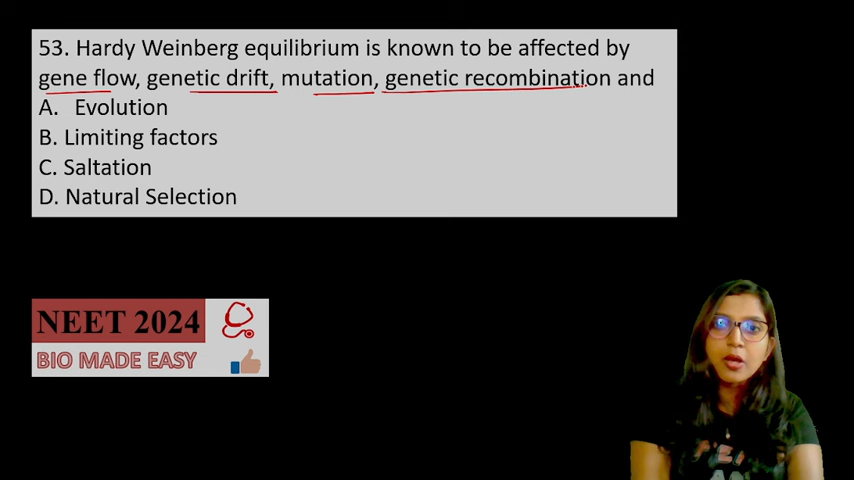 53. Hardy Weinberg equilibrium is known to be affected by
gene flow, genetic drift, mutation, genetic recombination and
A. Evolution
B. Limiting factors
C. Saltation
D. Natural Selection
NEET 2024
BIO MADE EASY